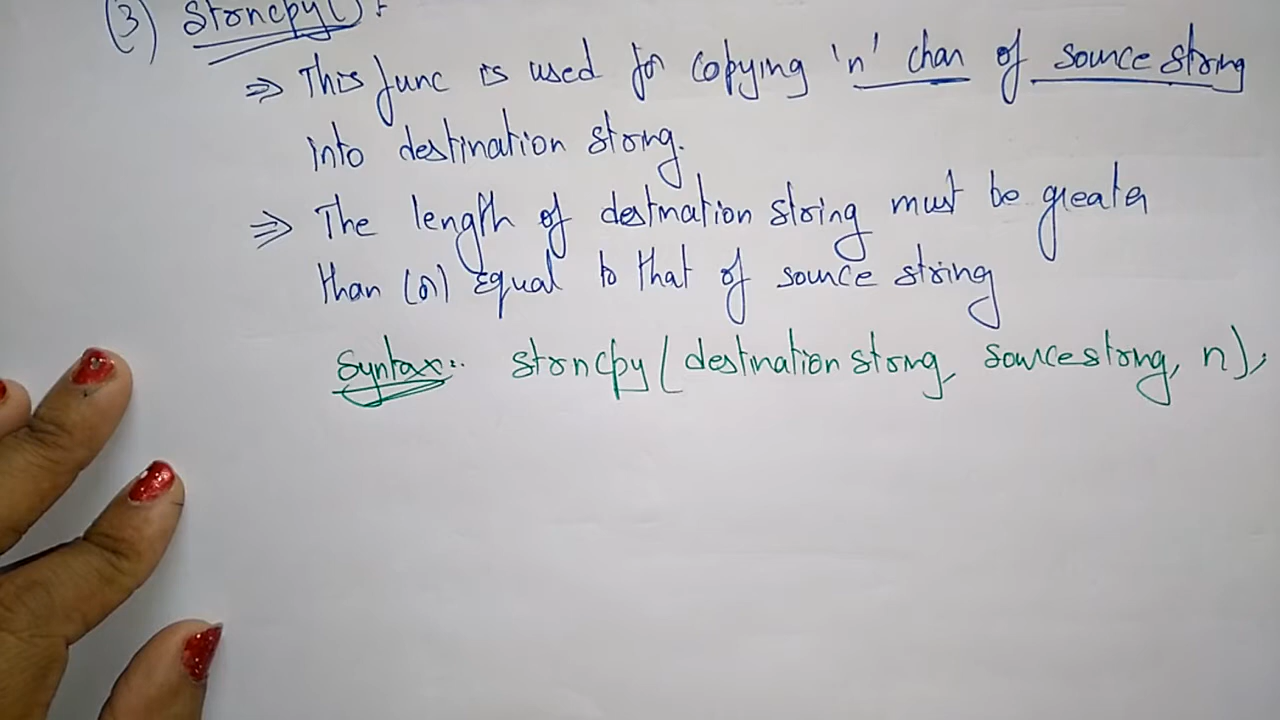 (3) strncpy() :
⇒ This func is used for copying 'n' char of source string
into destination string.
⇒ The length of destination string must be greater
than (or) equal to that of source string
Syntax:- strncpy(destination string, source string, n);